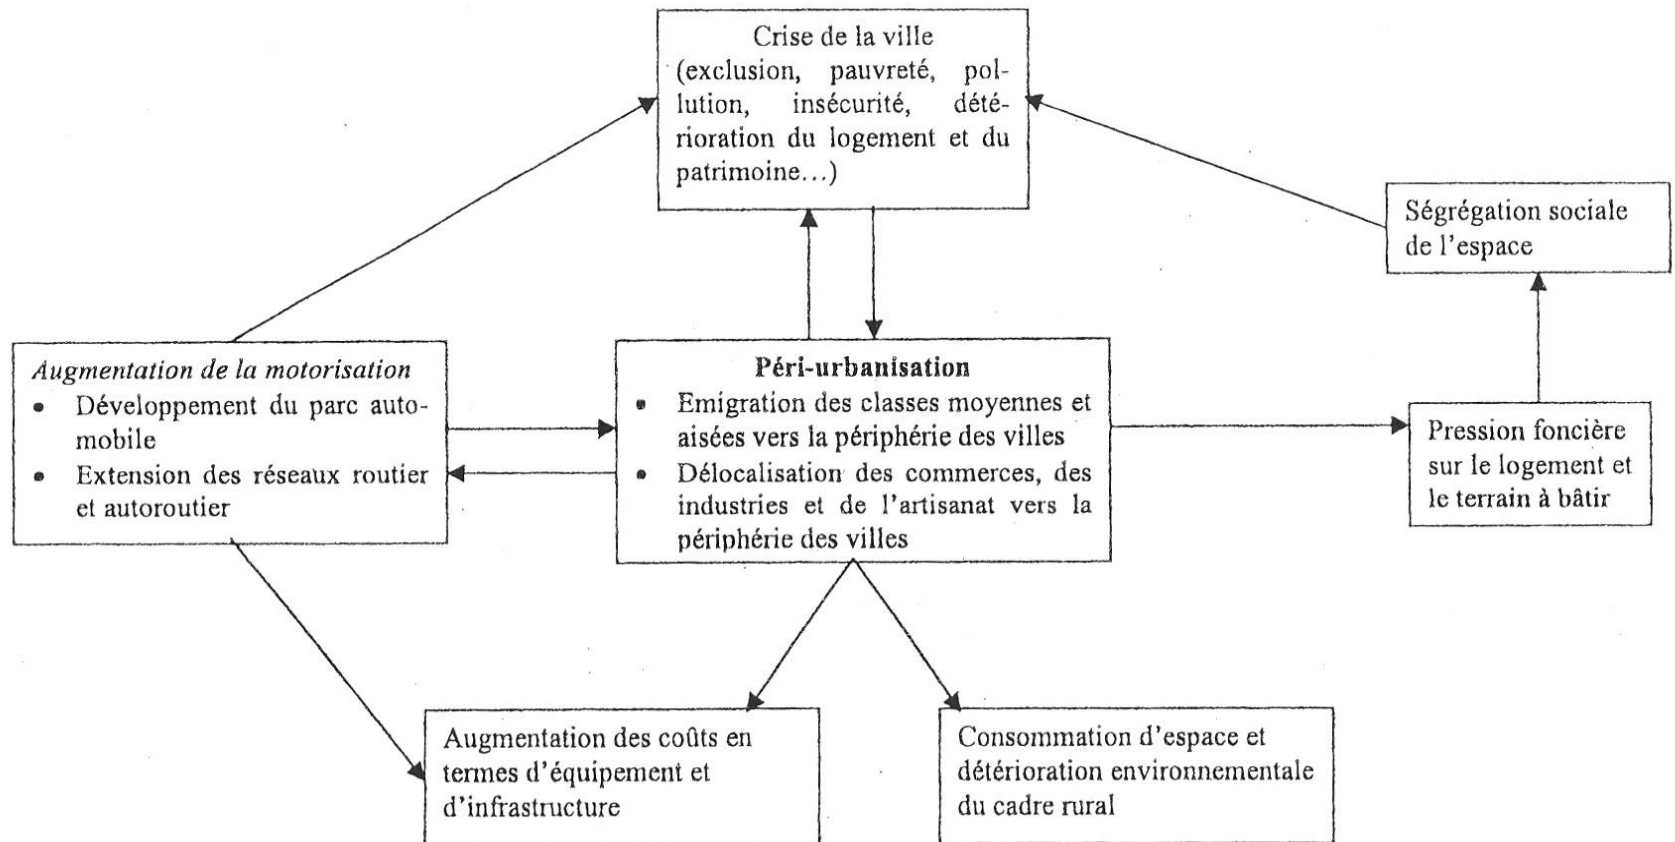 Crise de la ville
(exclusion, pauvreté, pol-
lution, insécurité, dété-
rioration du logement et du
patrimoine...)
Ségrégation sociale
de l'espace
Augmentation de la motorisation
• Développement du parc auto-
mobile
• Extension des réseaux routier
et autoroutier
Péri-urbanisation
• Emigration des classes moyennes et
aisées vers la périphérie des villes
• Délocalisation des commerces, des
industries et de l'artisanat vers la
périphérie des villes
Pression foncière
sur le logement et
le terrain à bâtir
Augmentation des coûts en
termes d'équipement et
d'infrastructure
Consommation d'espace et
détérioration environnementale
du cadre rural